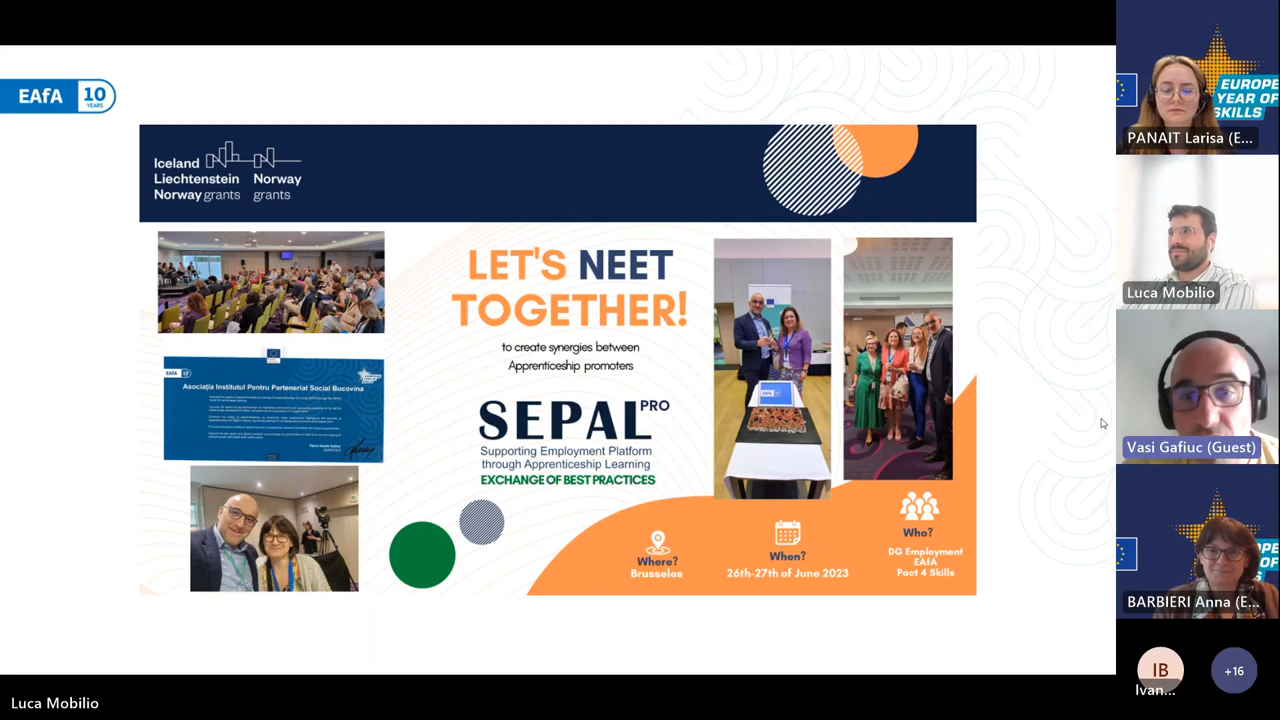 EAfA 10
YEARS
Iceland
Liechtenstein
Norway grants
Norway
grants
LET'S NEET
TOGETHER!
to create synergies between
Apprenticeship promoters
SEPAL PRO
Supporting Employment Platform
through Apprenticeship Learning
EXCHANGE OF BEST PRACTICES
EAfA
Asociația Institutul Pentru Parteneriat Social Bucovina
Where?
Brusseles
When?
26th-27th of June 2023
Who?
DG Employment
EAfA
Pact 4 Skills
EUROPE
YEAR OF
SKILLS
PANAIT Larisa (E...
Luca Mobilio
Vasi Gafiuc (Guest)
BARBIERI Anna (E...
IB
Ivan...
+16
Luca Mobilio